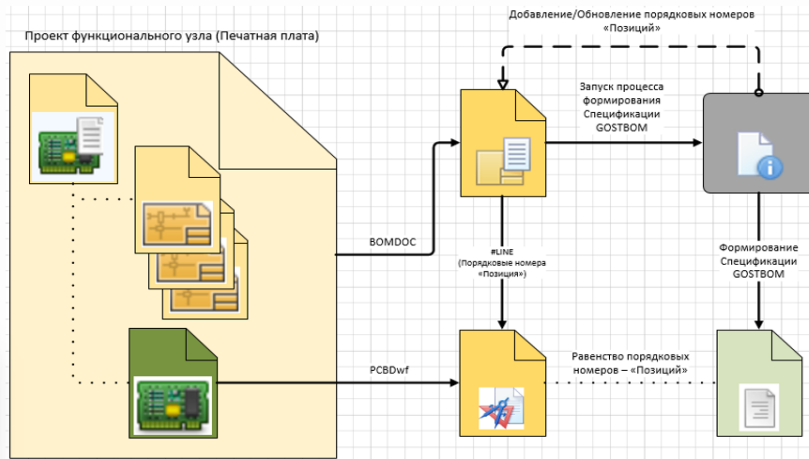 Проект функционального узла (Печатная плата)
Добавление/Обновление порядковых номеров
«Позиций»
Запуск процесса
формирования
Спецификации
GOSTBOM
BOMDOC
#LINE
(Порядковые номера
«Позиция»)
Формирование
Спецификации
GOSTBOM
PCBDwf
Равенство порядковых
номеров – «Позиций»